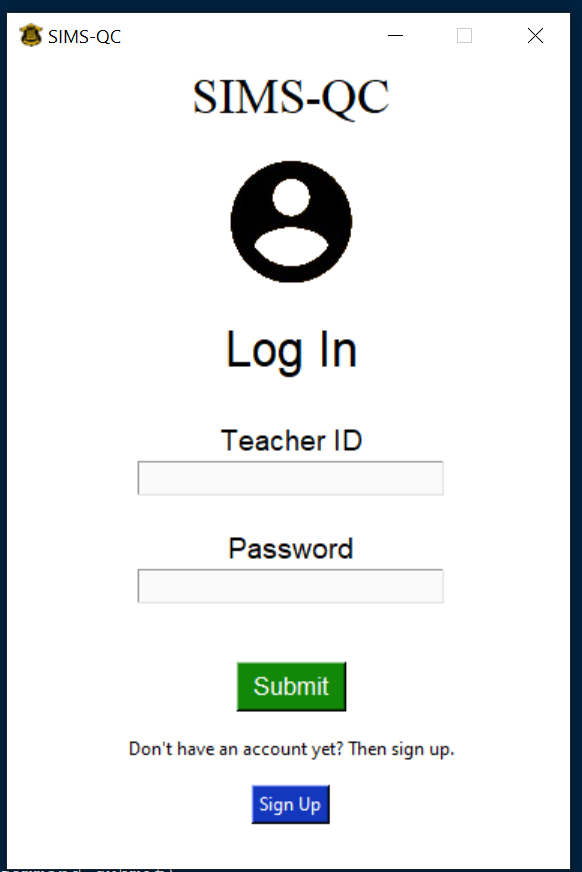 SIMS-QC
SIMS-QC
Log In
Teacher ID
Password
Submit
Don't have an account yet? Then sign up.
Sign Up